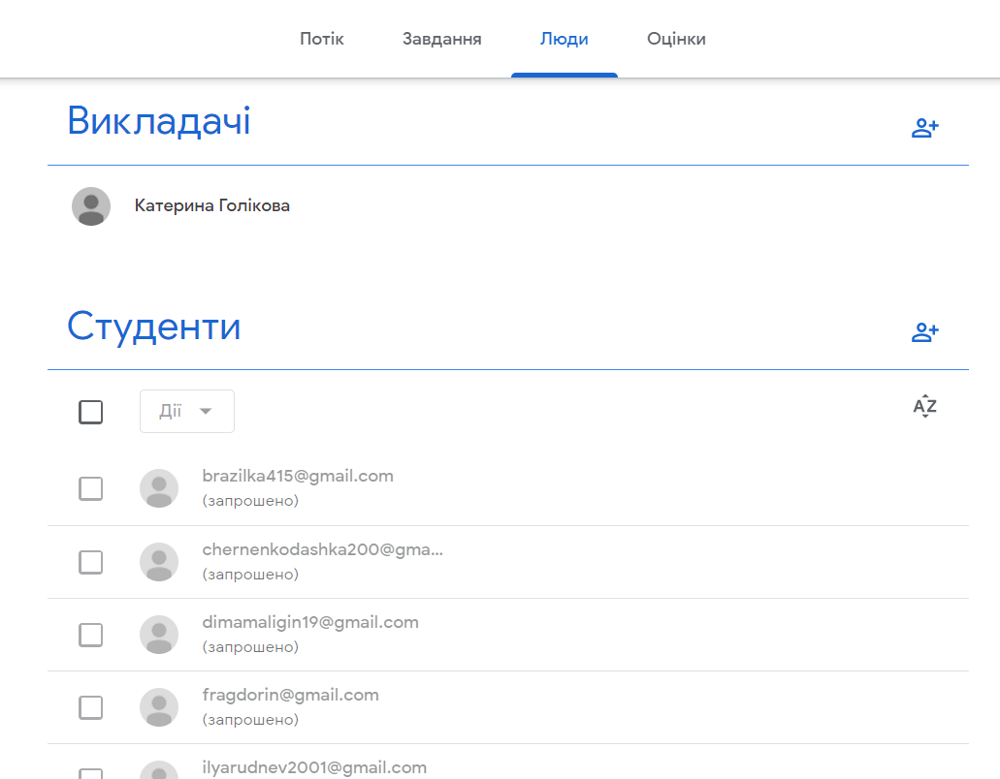 Потік Завдання Люди Оцінки
Викладачі
Катерина Голікова
Студенти
Дії
AZ
brazilka415@gmail.com
(запрошено)
chernenkodashka200@gma...
(запрошено)
dimamaligin19@gmail.com
(запрошено)
fragdorin@gmail.com
(запрошено)
ilyarudnev2001@gmail.com